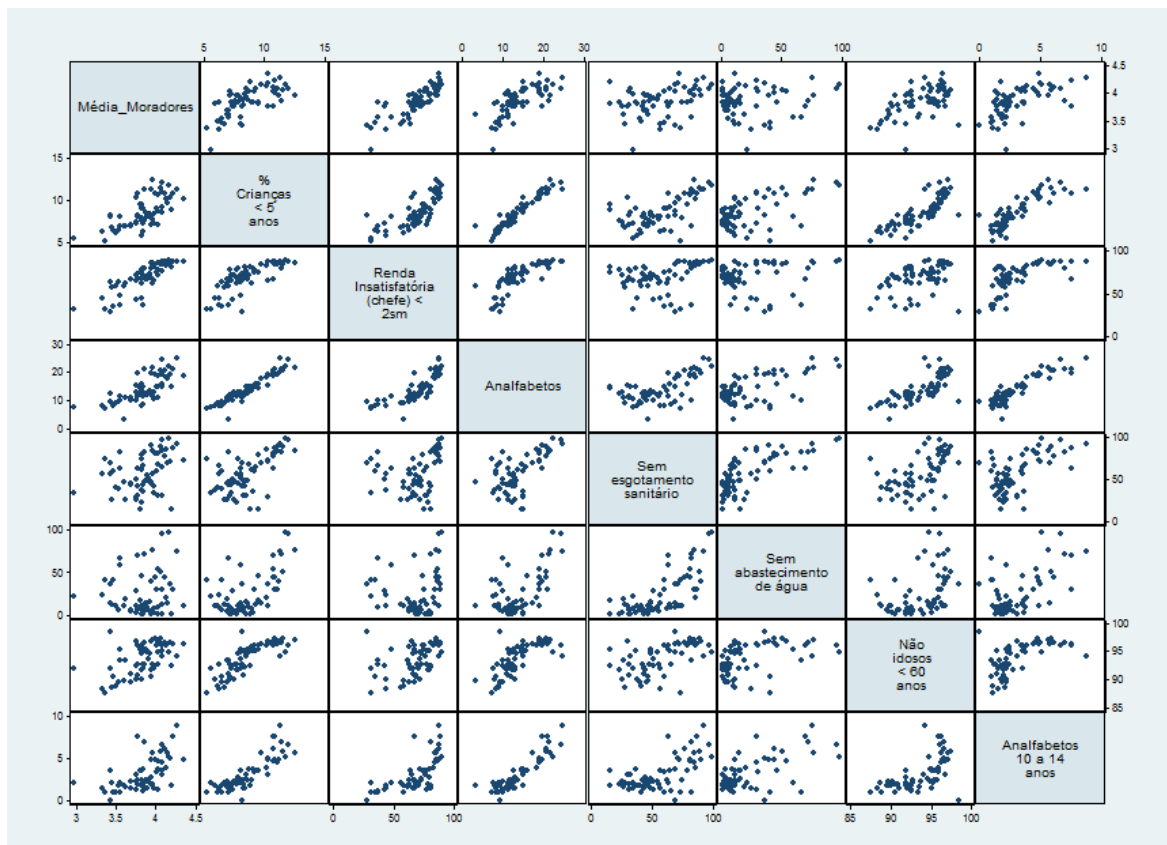 5 10 15 0 10 20 30 0 50 100 0 5 10
Média_Moradores
4.5
4
3.5
3
15
10
5
%
Crianças
< 5
anos
Renda
Insatisfatória
(chefe) <
2sm
100
50
0
30
20
10
0
Analfabetos
Sem
esgotamento
sanitário
100
50
0
100
50
0
Sem
abastecimento
de água
Não
idosos
< 60
anos
100
95
90
85
10
5
0
Analfabetos
10 a 14
anos
3 3.5 4 4.5 0 50 100 0 50 100 85 90 95 100